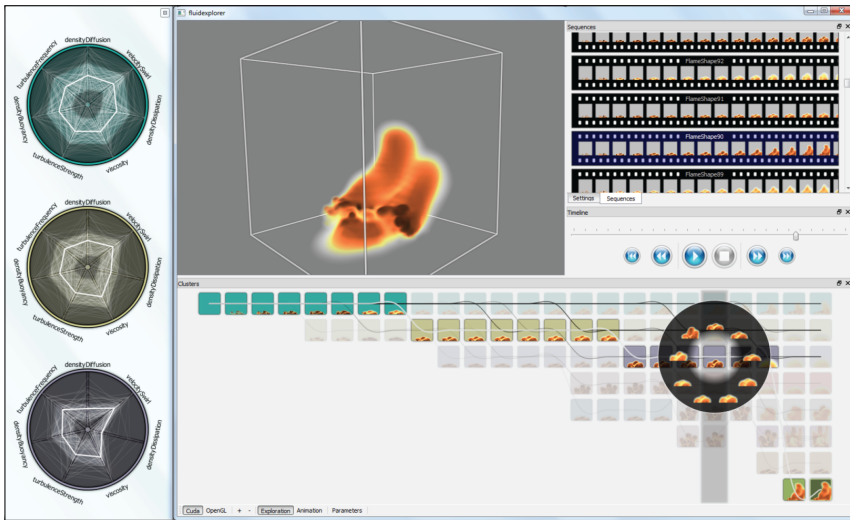 densityDiffusion
velocitySwirl
densityDissipation
viscosity
turbulenceStrength
densityBuoyancy
turbulenceFrequency
densityDiffusion
velocitySwirl
densityDissipation
viscosity
turbulenceStrength
densityBuoyancy
turbulenceFrequency
densityDiffusion
velocitySwirl
densityDissipation
viscosity
turbulenceStrength
densityBuoyancy
turbulenceFrequency
fluidexplorer
Sequences
FlameShape92
FlameShape91
FlameShape90
FlameShape89
Settings Sequences
Timeline
Clusters
Cuda OpenGL + - Exploration Animation Parameters